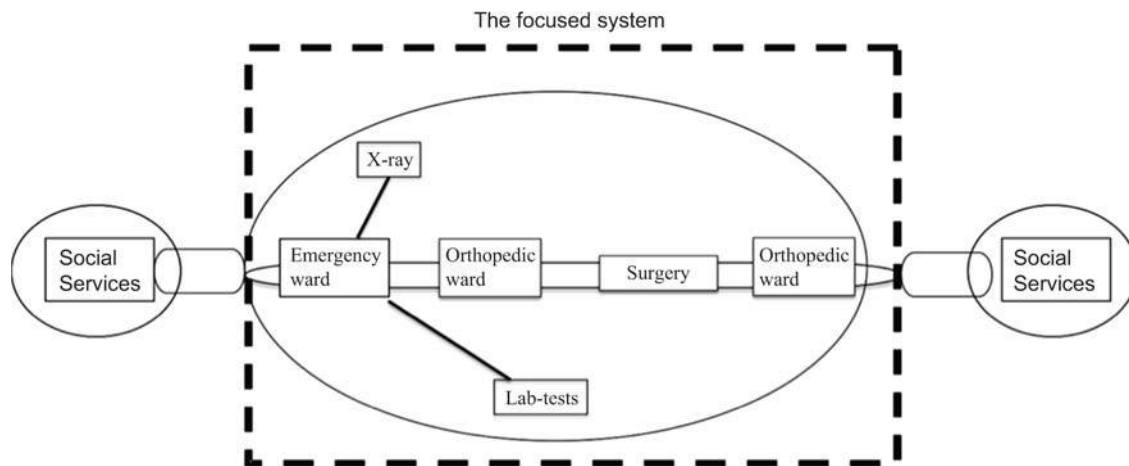 The focused system
X-ray
Social
Services
Emergency
ward
Orthopedic
ward
Surgery
Orthopedic
ward
Social
Services
Lab-tests